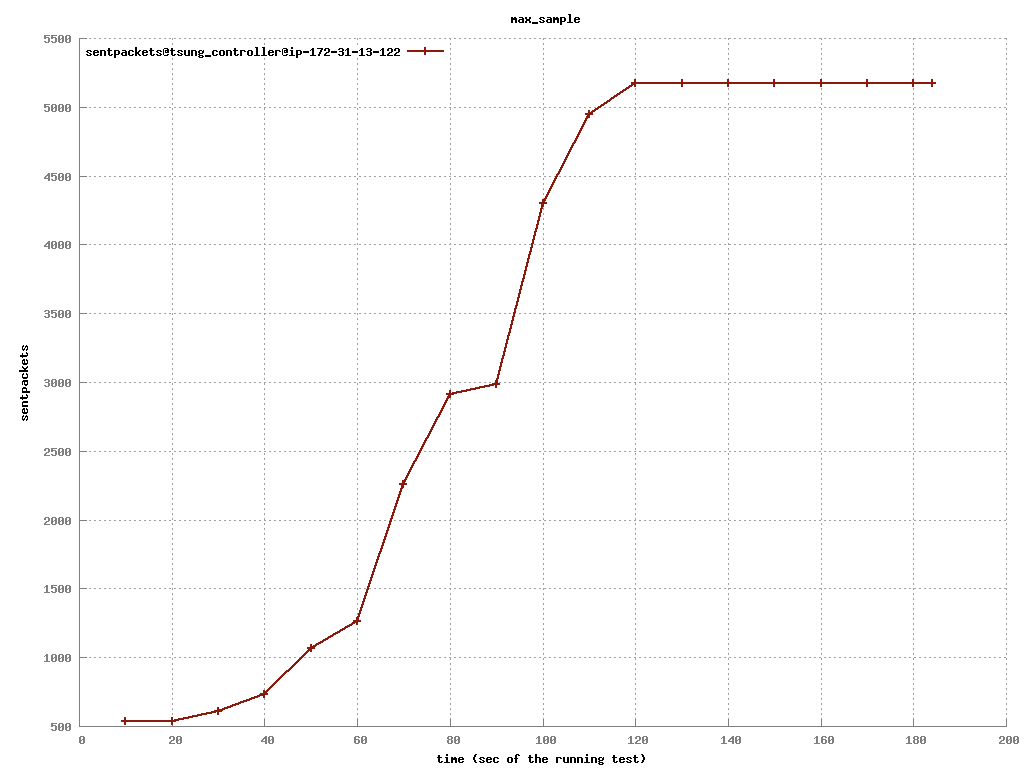 max_sample
5500
sentpackets@tsung_controller@ip-172-31-13-122
5000
4500
4000
3500
3000
2500
2000
1500
1000
500
sentpackets
0 20 40 60 80 100 120 140 160 180 200
time (sec of the running test)